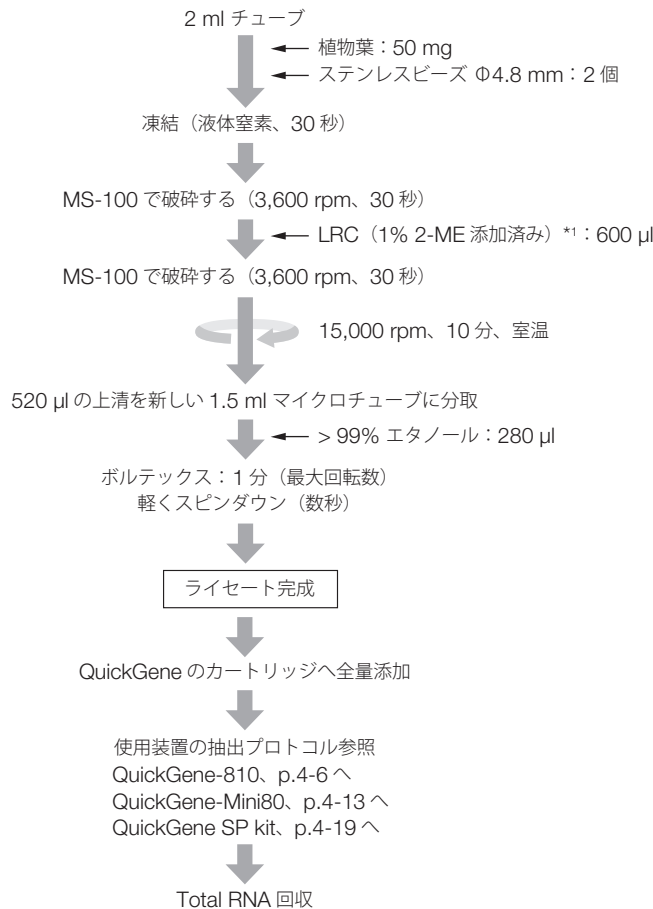 2 ml チューブ
植物葉：50 mg
ステンレスビーズ Φ4.8 mm：2 個
凍結（液体窒素、30 秒）
MS-100 で破砕する（3,600 rpm、30 秒）
LRC（1% 2-ME 添加済み）*1：600 µl
MS-100 で破砕する（3,600 rpm、30 秒）
15,000 rpm、10 分、室温
520 µl の上清を新しい 1.5 ml マイクロチューブに分取
> 99% エタノール：280 µl
ボルテックス：1 分（最大回転数）
軽くスピンダウン（数秒）
ライセート完成
QuickGene のカートリッジへ全量添加
使用装置の抽出プロトコル参照
QuickGene-810、p.4-6 へ
QuickGene-Mini80、p.4-13 へ
QuickGene SP kit、p.4-19 へ
Total RNA 回収